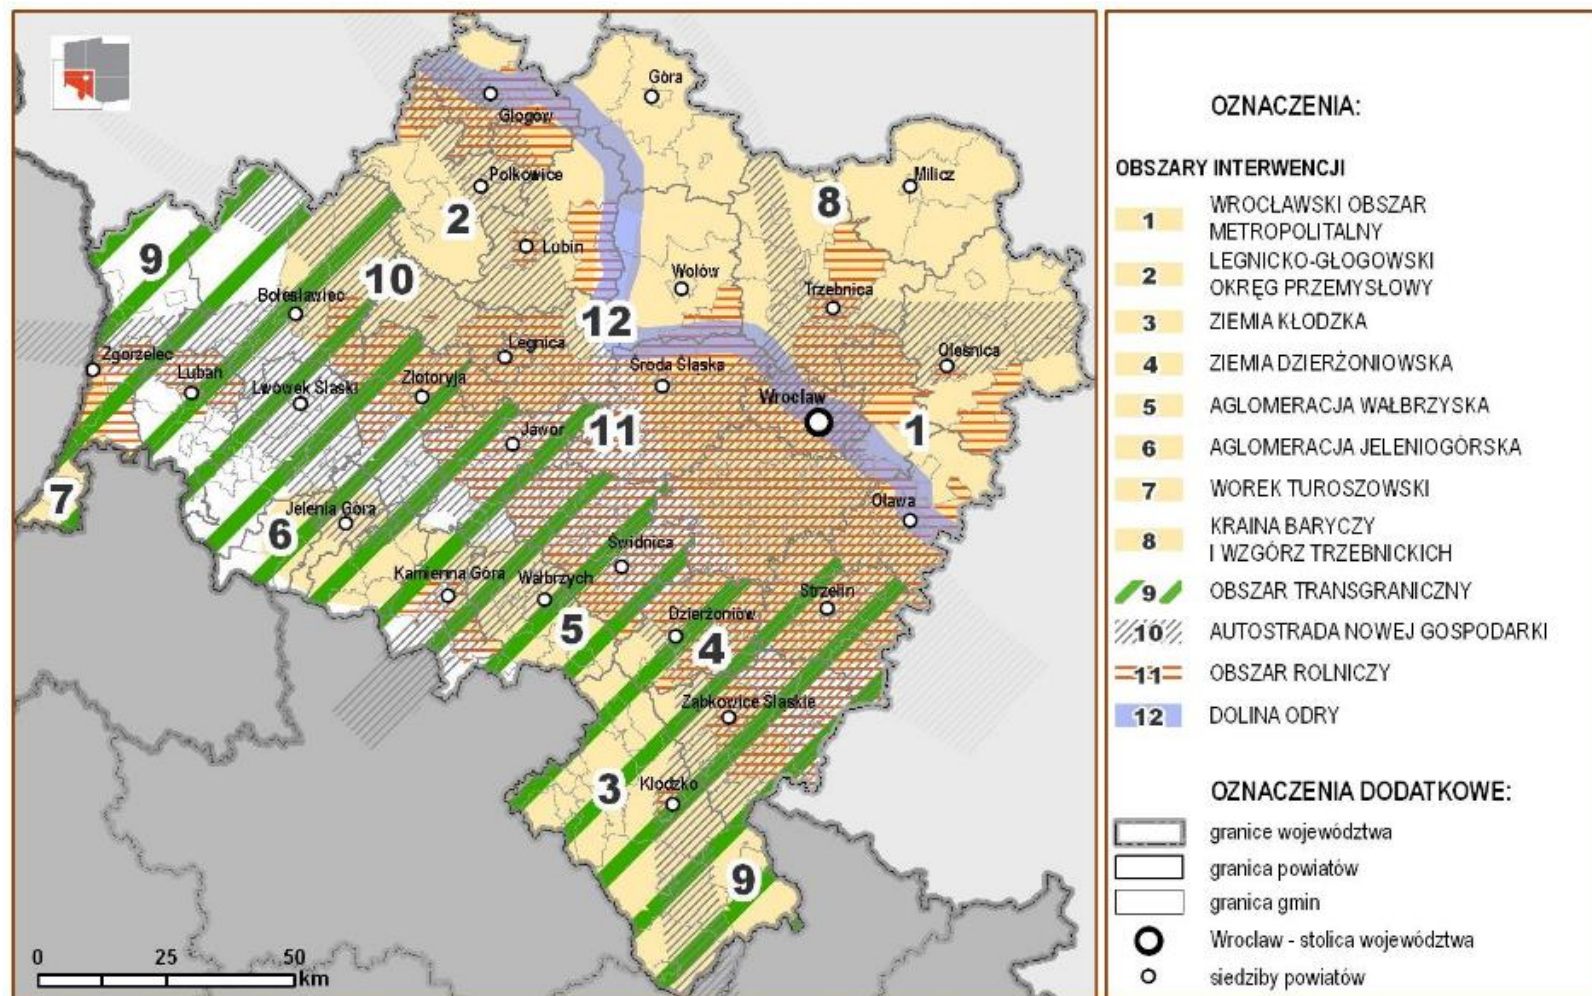 Góra
Głogów
Polkowice
Milicz
8
2
Lubin
9
10
Wołów
Bolesławiec
Trzebnica
12
Zgorzelec
Legnica
Oleśnica
Lubań
Środa Śląska
Lwówek Śląski
Złotoryja
Wrocław
11
1
Jawor
7
Oława
Jelenia Góra
6
Świdnica
Kamienna Góra
Wałbrzych
Strzelin
Dzierżoniów
5
4
Ząbkowice Śląskie
3
Kłodzko
9
0 25 50
km
OZNACZENIA:
OBSZARY INTERWENCJI
1 WROCŁAWSKI OBSZAR
METROPOLITALNY
2 LEGNICKO-GŁOGOWSKI
OKRĘG PRZEMYSŁOWY
3 ZIEMIA KŁODZKA
4 ZIEMIA DZIERŻONIOWSKA
5 AGLOMERACJA WAŁBRZYSKA
6 AGLOMERACJA JELENIOGÓRSKA
7 WOREK TUROSZOWSKI
8 KRAINA BARYCZY
I WZGÓRZ TRZEBNICKICH
9 OBSZAR TRANSGRANICZNY
10 AUTOSTRADA NOWEJ GOSPODARKI
11 OBSZAR ROLNICZY
12 DOLINA ODRY
OZNACZENIA DODATKOWE:
granice województwa
granica powiatów
granica gmin
Wrocław - stolica województwa
siedziby powiatów